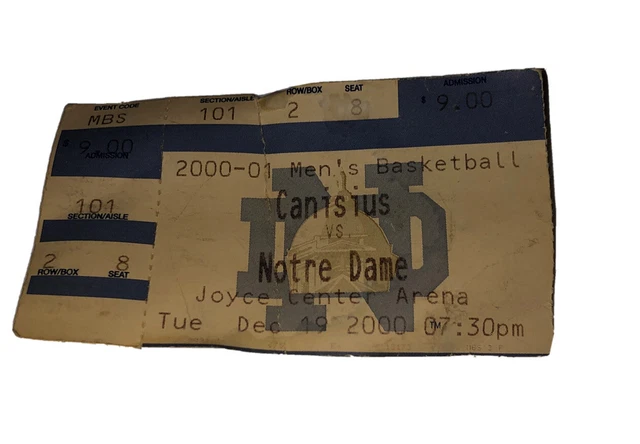 EVENT CODE
MBS
$ 9.00
ADMISSION
101
SECTION/AISLE
2 8
ROW/BOX SEAT
SECTION/AISLE ROW/BOX SEAT ADMISSION
101 2 8 $ 9.00
2000-01 Men's Basketball
Canisius
vs
Notre Dame
Joyce Center Arena
Tue Dec 19 2000 07:30pm
TM